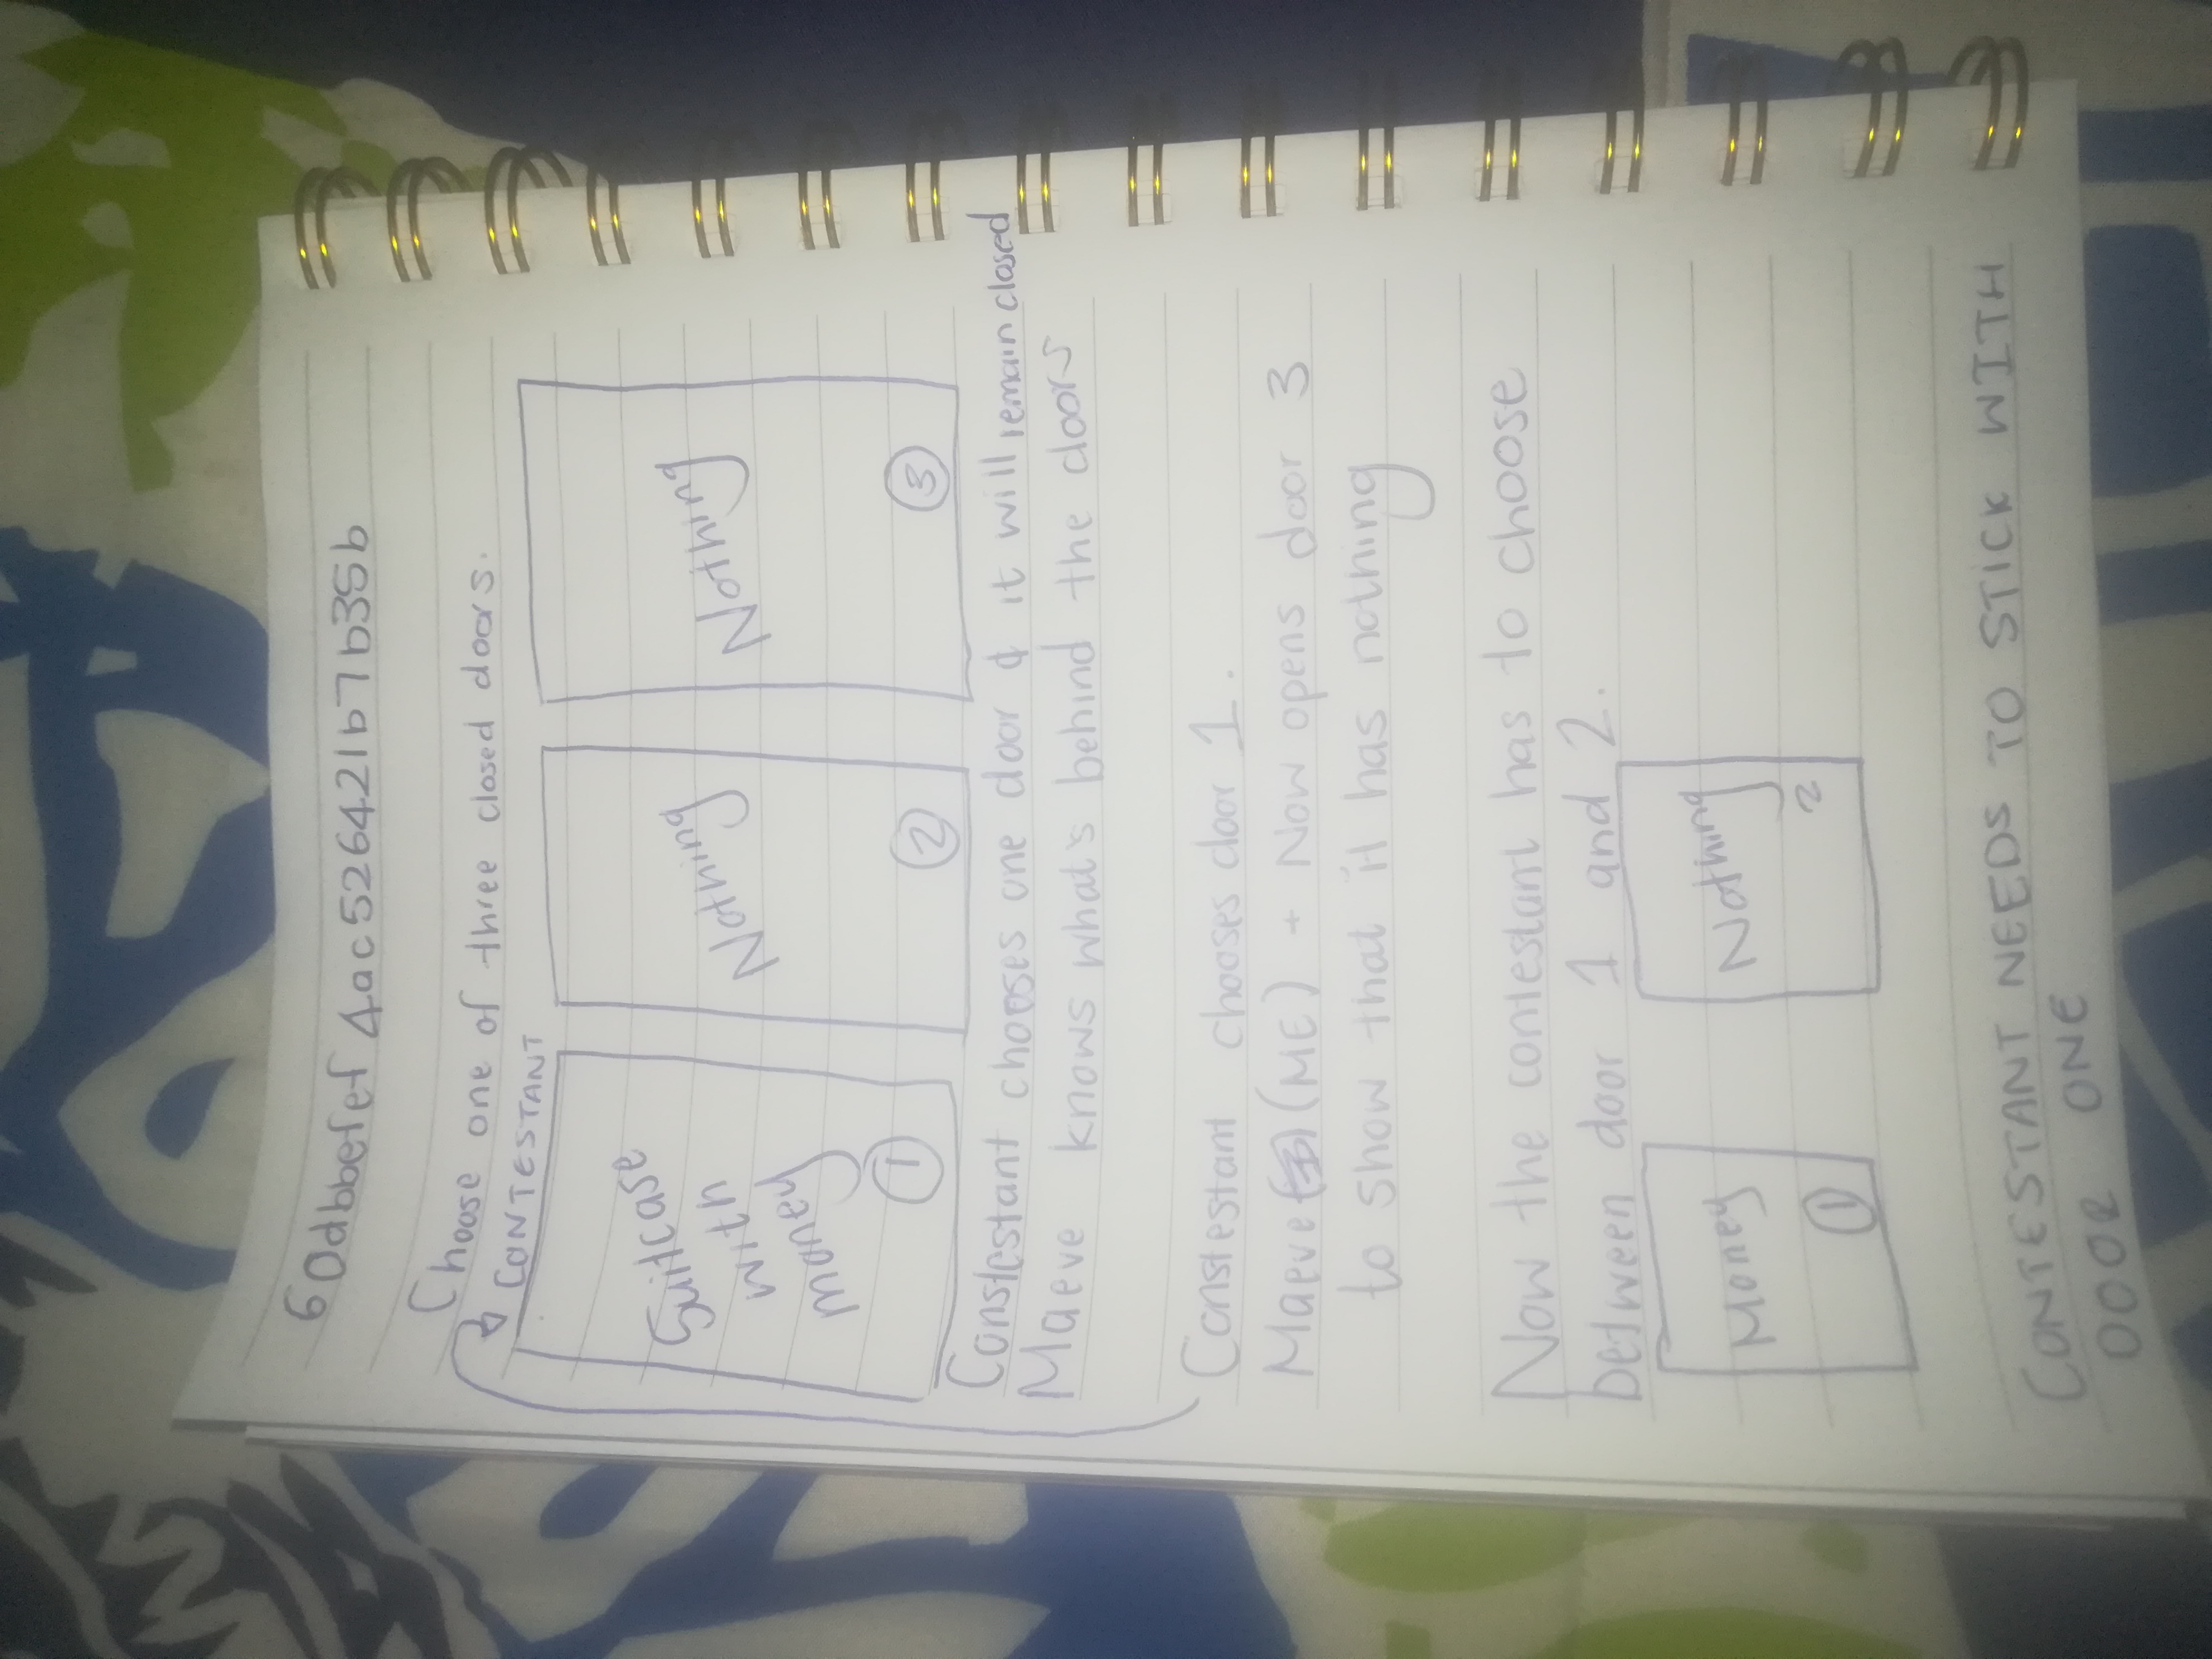 60dbbefef4ac526421b7b35b
Choose one of three closed doors.
CONTESTANT
Suitcase
with
money
1
Nothing
2
Nothing
3
Constestant chooses one door & it will remain closed
Maeve knows what's behind the doors
Constestant chooses door 1.
Maeve (ME) + Now opens door 3
to show that it has nothing
Now the contestant has to choose
between door 1 and 2.
Money
1
Nothing
2
CONTESTANT NEEDS TO STICK WITH
DOOR ONE